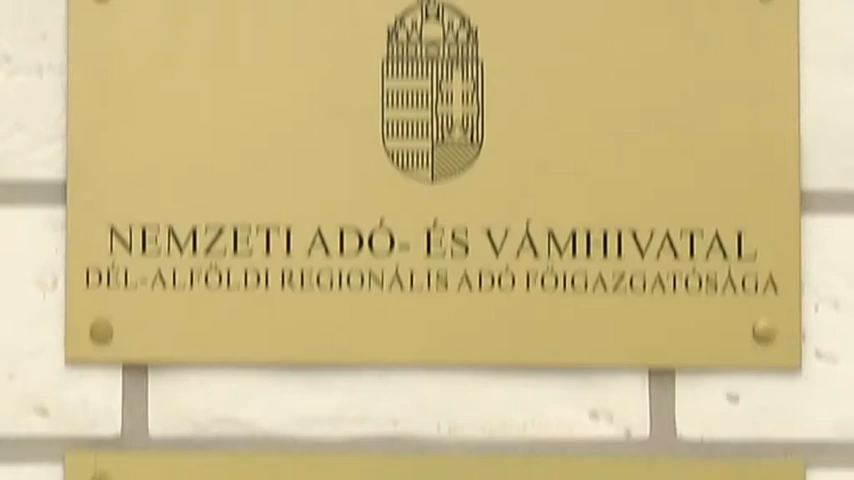 NEMZETI ADÓ- ÉS VÁMHIVATAL
DÉL-ALFÖLDI REGIONÁLIS ADÓ FŐIGAZGATÓSÁGA